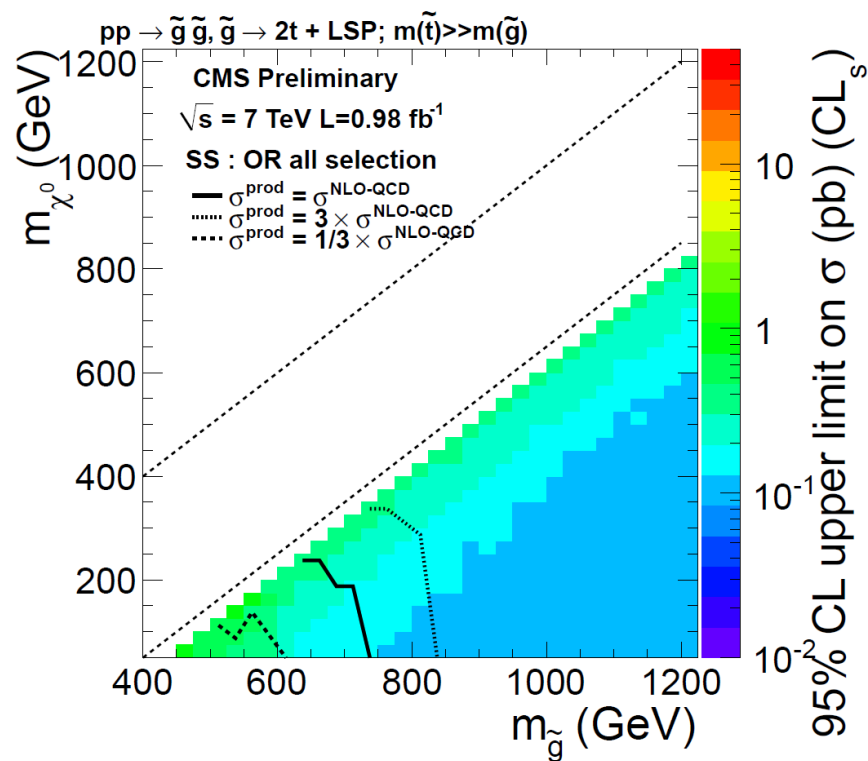 pp → g̃ g̃, g̃ → 2t + LSP; m(t̃)>>m(g̃)
CMS Preliminary
√s = 7 TeV L=0.98 fb⁻¹
SS : OR all selection
σ^prod = σ^NLO-QCD
σ^prod = 3 × σ^NLO-QCD
σ^prod = 1/3 × σ^NLO-QCD
m_χ⁰ (GeV)
1200
1000
800
600
400
200
400 600 800 1000 1200
m_g̃ (GeV)
10
1
10⁻¹
10⁻²
95% CL upper limit on σ (pb) (CL_s)